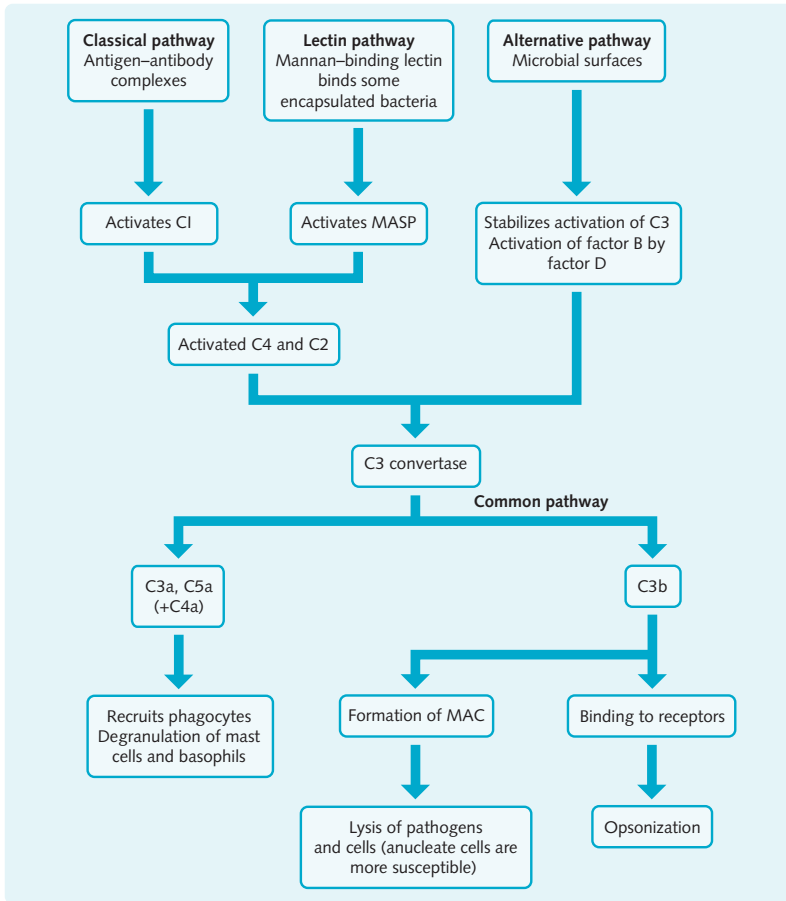 Classical pathway
Antigen–antibody
complexes
Lectin pathway
Mannan–binding lectin
binds some
encapsulated bacteria
Alternative pathway
Microbial surfaces
Activates CI
Activates MASP
Stabilizes activation of C3
Activation of factor B by
factor D
Activated C4 and C2
C3 convertase
Common pathway
C3a, C5a
(+C4a)
C3b
Recruits phagocytes
Degranulation of mast
cells and basophils
Formation of MAC
Binding to receptors
Lysis of pathogens
and cells (anucleate cells are
more susceptible)
Opsonization